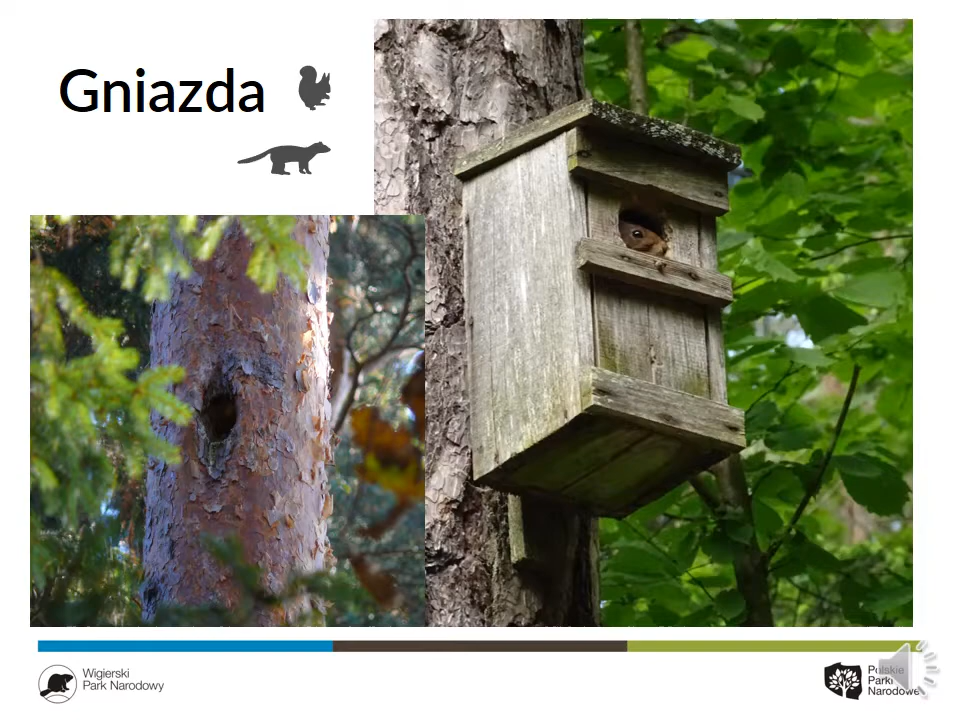 Gniazda
Wigierski
Park Narodowy
Polskie
Parki
Narodowe